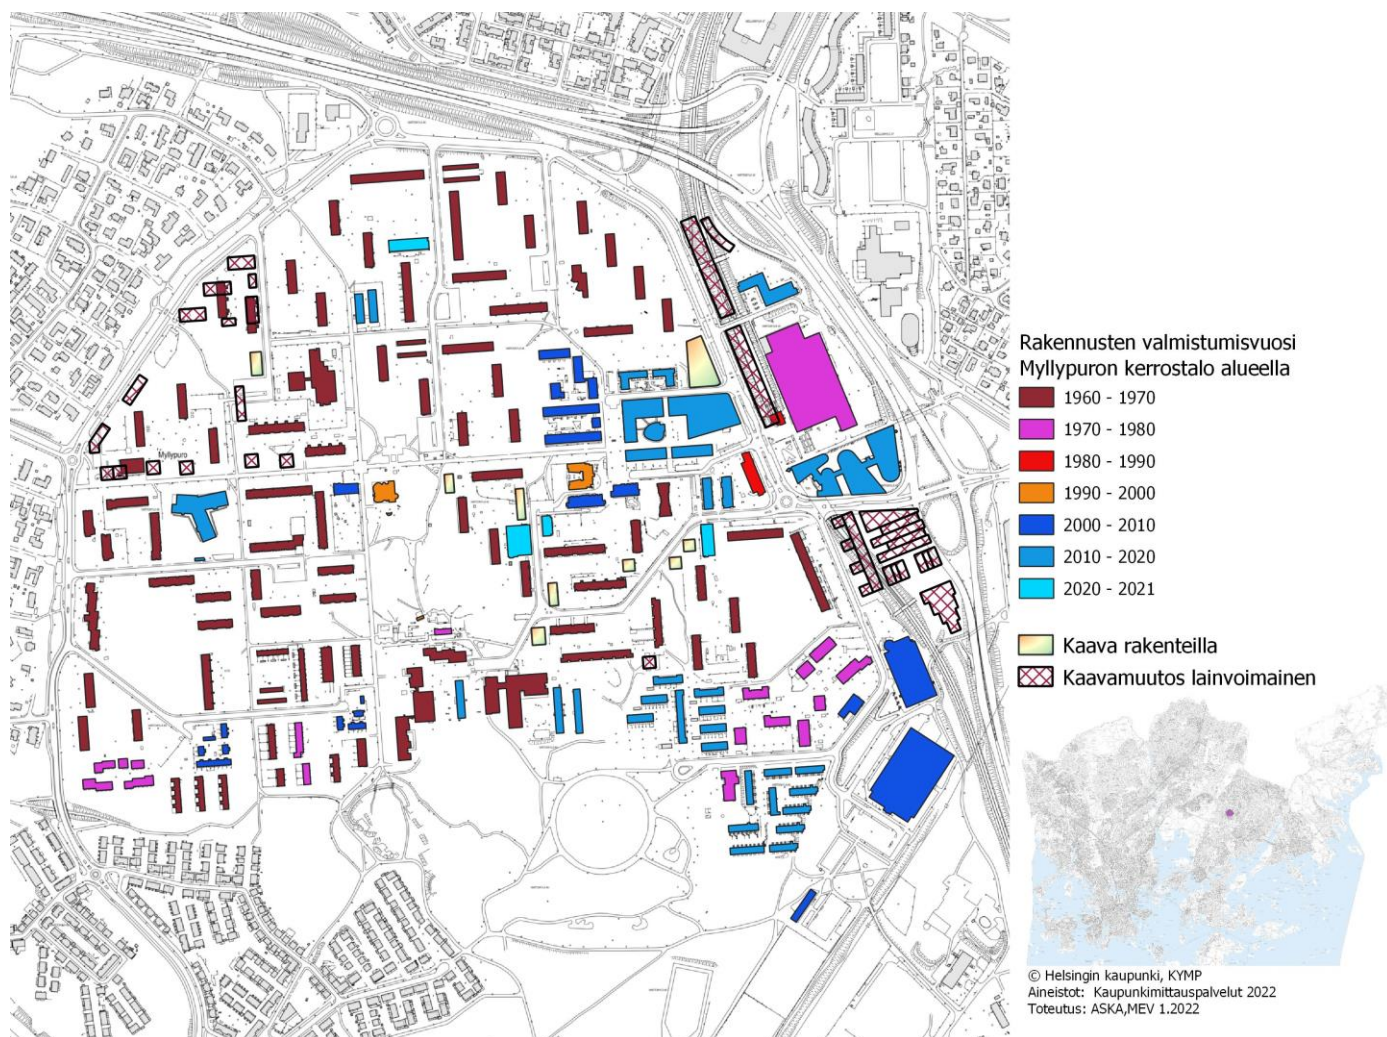 Myllypuro
Rakennusten valmistumisvuosi
Myllypuron kerrostalo alueella
1960 - 1970
1970 - 1980
1980 - 1990
1990 - 2000
2000 - 2010
2010 - 2020
2020 - 2021
Kaava rakenteilla
Kaavamuutos lainvoimainen
© Helsingin kaupunki, KYMP
Aineistot: Kaupunkimittauspalvelut 2022
Toteutus: ASKA,MEV 1.2022